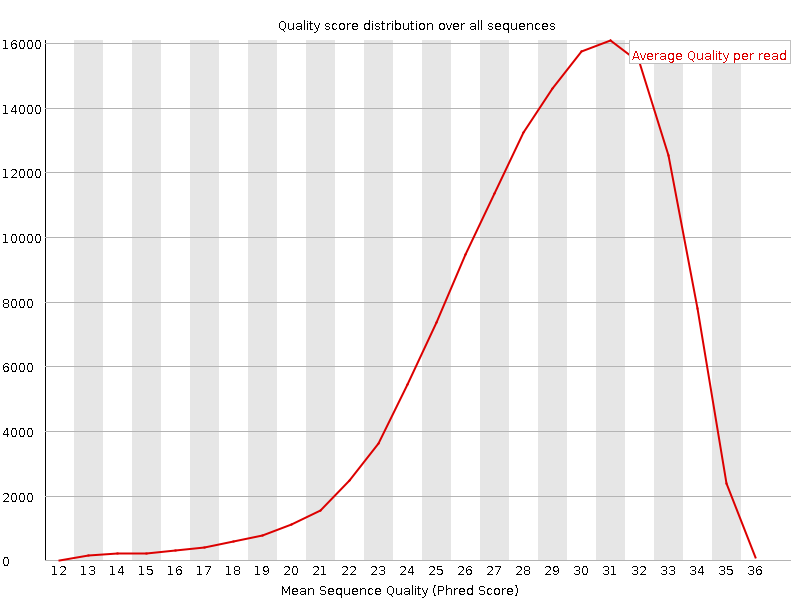 Quality score distribution over all sequences
Average Quality per read
16000
14000
12000
10000
8000
6000
4000
2000
0
12 13 14 15 16 17 18 19 20 21 22 23 24 25 26 27 28 29 30 31 32 33 34 35 36
Mean Sequence Quality (Phred Score)